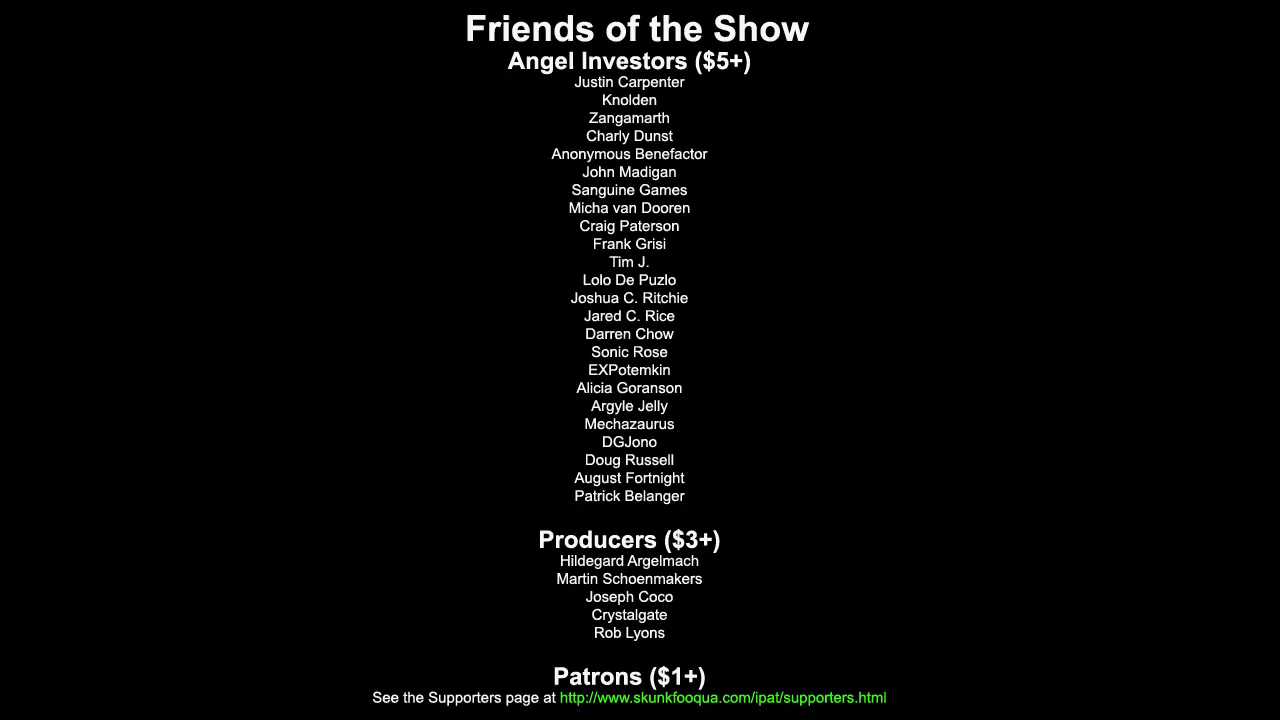 Friends of the Show
Angel Investors ($5+)
Justin Carpenter
Knolden
Zangamarth
Charly Dunst
Anonymous Benefactor
John Madigan
Sanguine Games
Micha van Dooren
Craig Paterson
Frank Grisi
Tim J.
Lolo De Puzlo
Joshua C. Ritchie
Jared C. Rice
Darren Chow
Sonic Rose
EXPotemkin
Alicia Goranson
Argyle Jelly
Mechazaurus
DGJono
Doug Russell
August Fortnight
Patrick Belanger
Producers ($3+)
Hildegard Argelmach
Martin Schoenmakers
Joseph Coco
Crystalgate
Rob Lyons
Patrons ($1+)
See the Supporters page at http://www.skunkfooqua.com/ipat/supporters.html